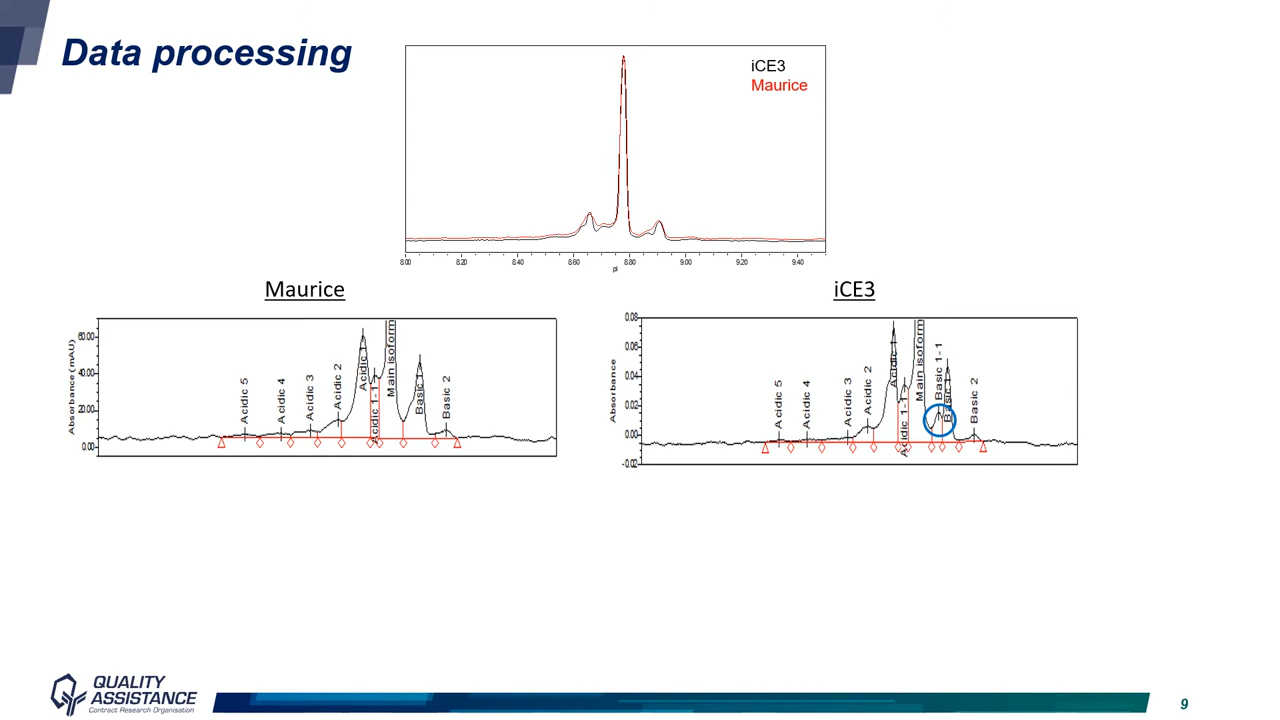 Data processing
iCE3
Maurice
8.00
8.20
8.40
8.60
8.80
9.00
9.20
9.40
pI
Maurice
iCE3
Absorbance (mAU)
60.00
40.00
20.00
0.00
Acidic 5
Acidic 4
Acidic 3
Acidic 2
Acidic 1
Acidic 1-1
Main isoform
Basic 1
Basic 2
Absorbance
0.08
0.06
0.04
0.02
0.00
-0.02
Acidic 5
Acidic 4
Acidic 3
Acidic 2
Acidic 1
Acidic 1-1
Main isoform
Basic 1-1
Basic 1
Basic 2
QUALITY
ASSISTANCE
Contract Research Organisation
9